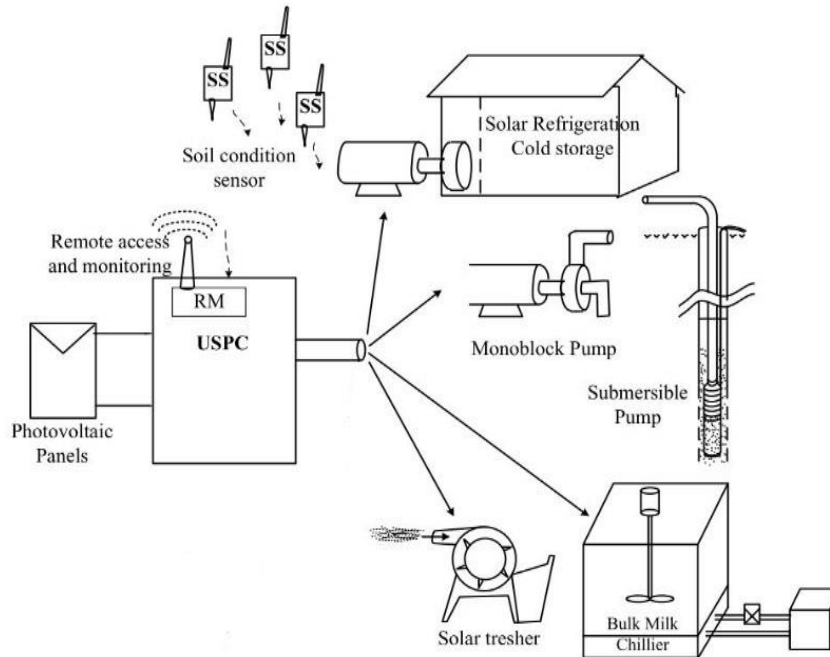 SS
SS
SS
Soil condition
sensor
Solar Refrigeration
Cold storage
Remote access
and monitoring
RM
USPC
Monoblock Pump
Submersible
Pump
Photovoltaic
Panels
Solar tresher
Bulk Milk
Chillier